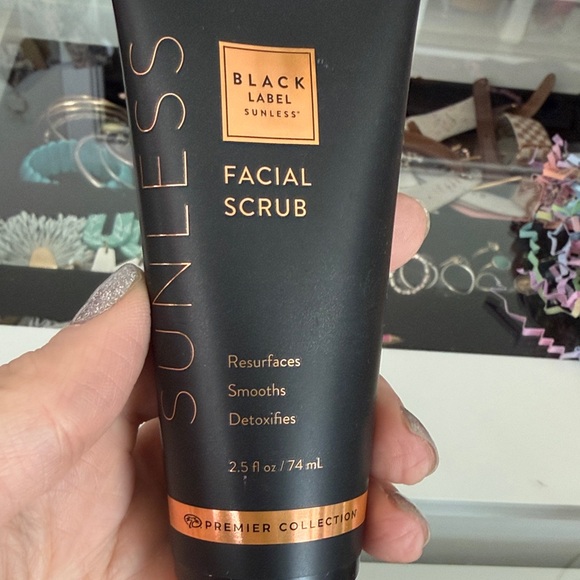 SUNLESS
BLACK
LABEL
SUNLESS®
FACIAL
SCRUB
Resurfaces
Smooths
Detoxifies
2.5 fl oz / 74 mL
PREMIER COLLECTION